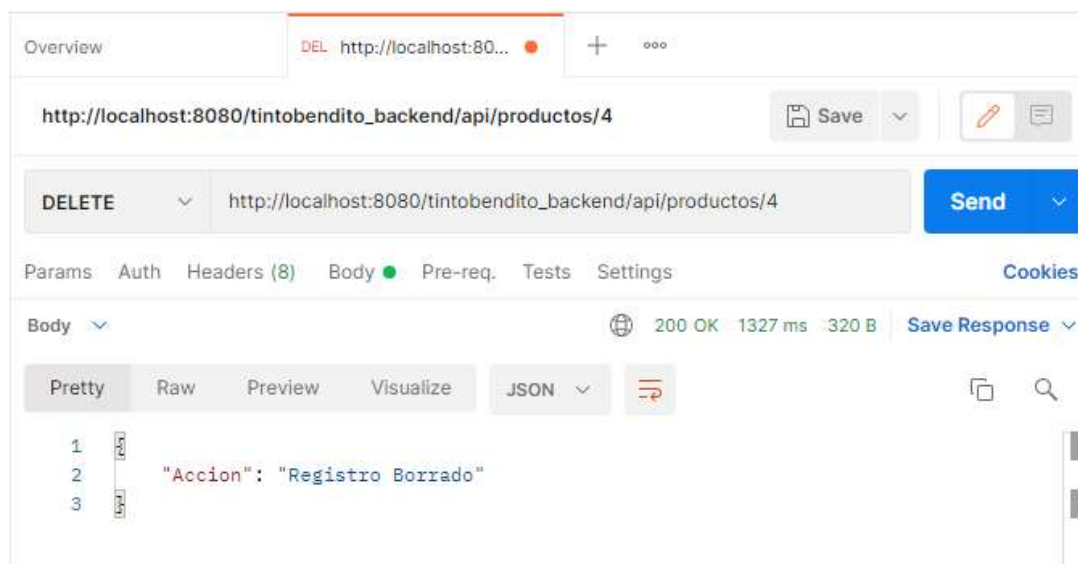 Overview DEL http://localhost:80...
http://localhost:8080/tintobendito_backend/api/productos/4 Save
DELETE http://localhost:8080/tintobendito_backend/api/productos/4 Send
Params Auth Headers (8) Body Pre-req. Tests Settings Cookies
Body 200 OK 1327 ms 320 B Save Response
Pretty Raw Preview Visualize JSON
1 {
2 "Accion": "Registro Borrado"
3 }